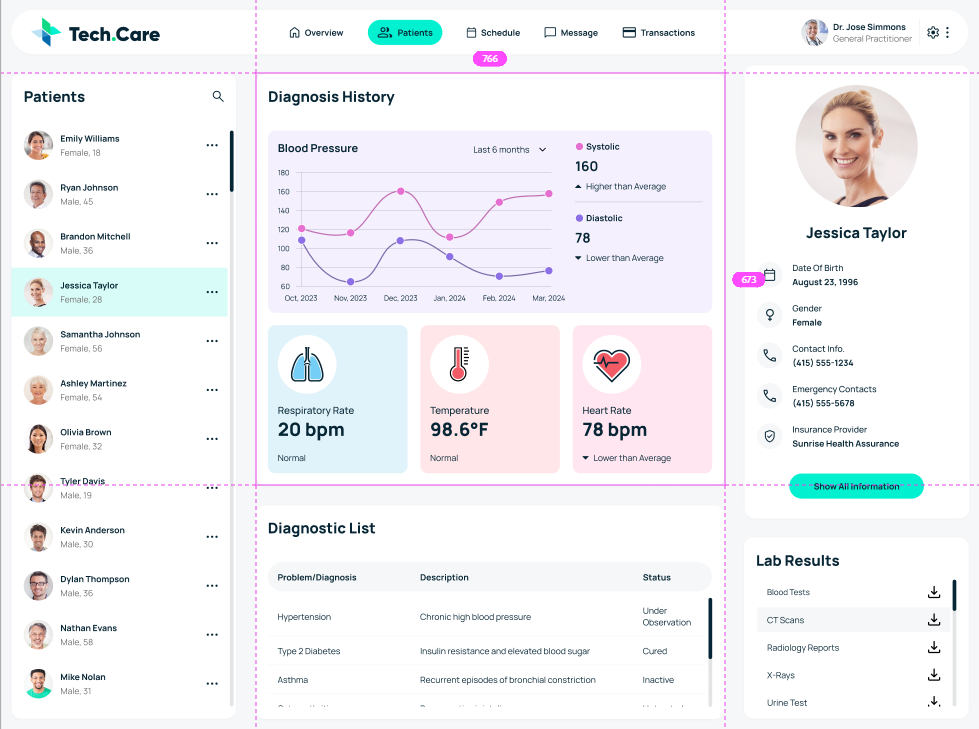 Tech.Care
Overview
Patients
Schedule
Message
Transactions
Dr. Jose Simmons
General Practitioner
766
Patients
Emily Williams
Female, 18
Ryan Johnson
Male, 45
Brandon Mitchell
Male, 36
Jessica Taylor
Female, 28
Samantha Johnson
Female, 56
Ashley Martinez
Female, 54
Olivia Brown
Female, 32
Tyler Davis
Male, 19
Kevin Anderson
Male, 30
Dylan Thompson
Male, 36
Nathan Evans
Male, 58
Mike Nolan
Male, 31
Diagnosis History
Blood Pressure
Last 6 months
180
160
140
120
100
80
60
Oct, 2023
Nov, 2023
Dec, 2023
Jan, 2024
Feb, 2024
Mar, 2024
Systolic
160
Higher than Average
Diastolic
78
Lower than Average
Respiratory Rate
20 bpm
Normal
Temperature
98.6°F
Normal
Heart Rate
78 bpm
Lower than Average
Diagnostic List
Problem/Diagnosis
Description
Status
Hypertension
Chronic high blood pressure
Under
Observation
Type 2 Diabetes
Insulin resistance and elevated blood sugar
Cured
Asthma
Recurrent episodes of bronchial constriction
Inactive
Jessica Taylor
673
Date Of Birth
August 23, 1996
Gender
Female
Contact Info.
(415) 555-1234
Emergency Contacts
(415) 555-5678
Insurance Provider
Sunrise Health Assurance
Show All Information
Lab Results
Blood Tests
CT Scans
Radiology Reports
X-Rays
Urine Test